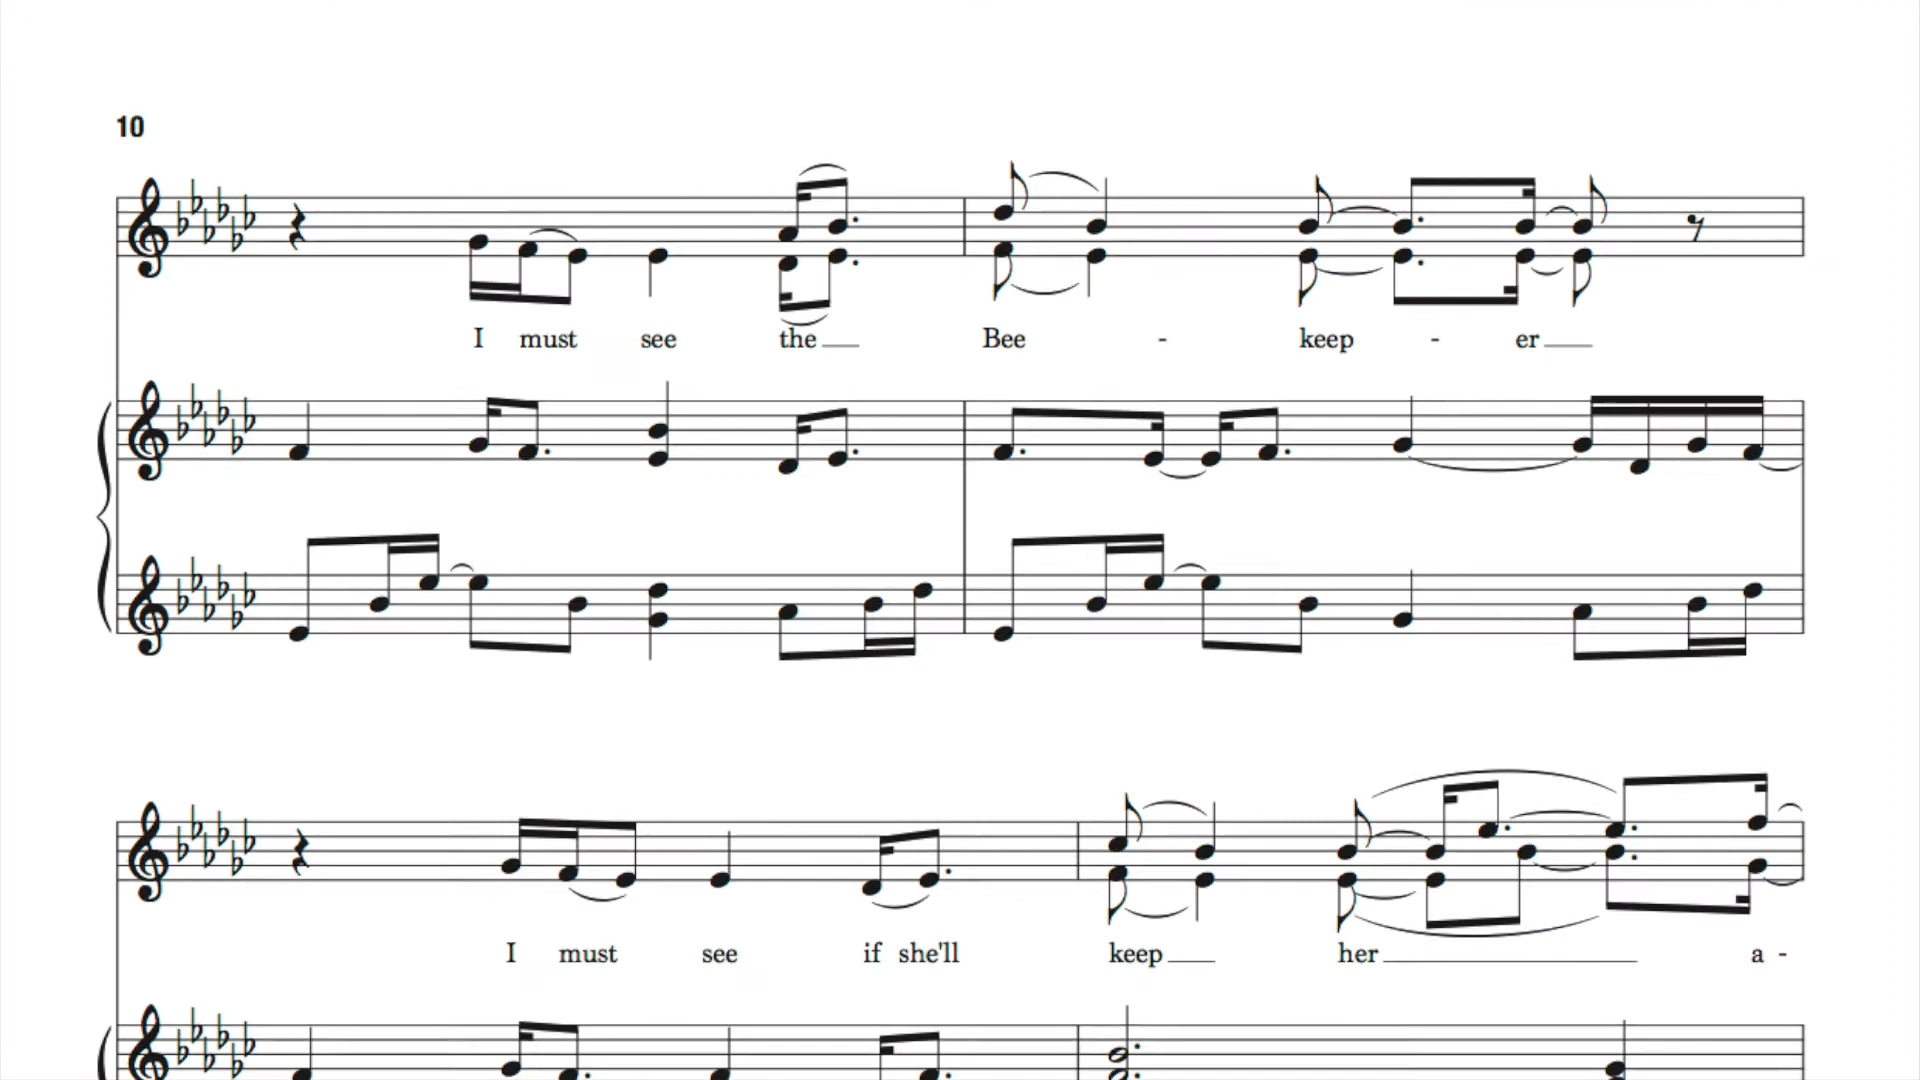 10
I must see the Bee - keep - er
I must see if she'll keep her a -